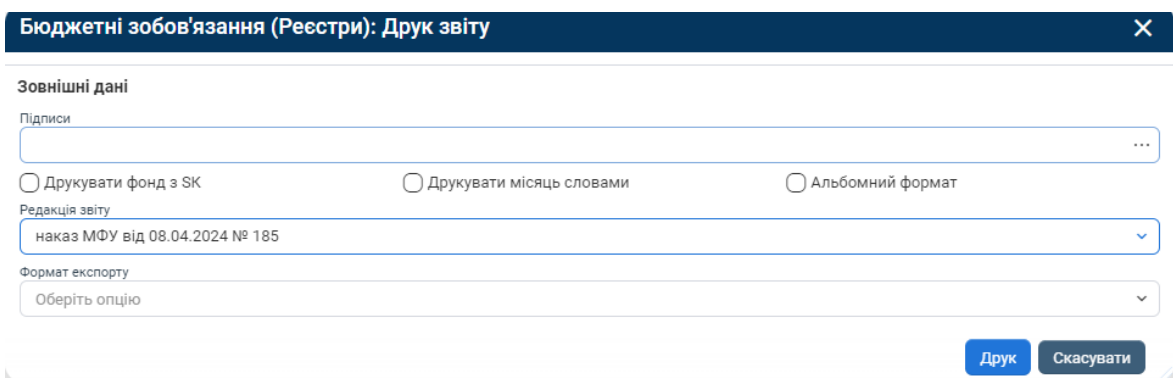 Бюджетні зобов'язання (Реєстри): Друк звіту
Зовнішні дані
Підписи
Друкувати фонд з SK Друкувати місяць словами Альбомний формат
Редакція звіту
наказ МФУ від 08.04.2024 № 185
Формат експорту
Оберіть опцію
Друк Скасувати